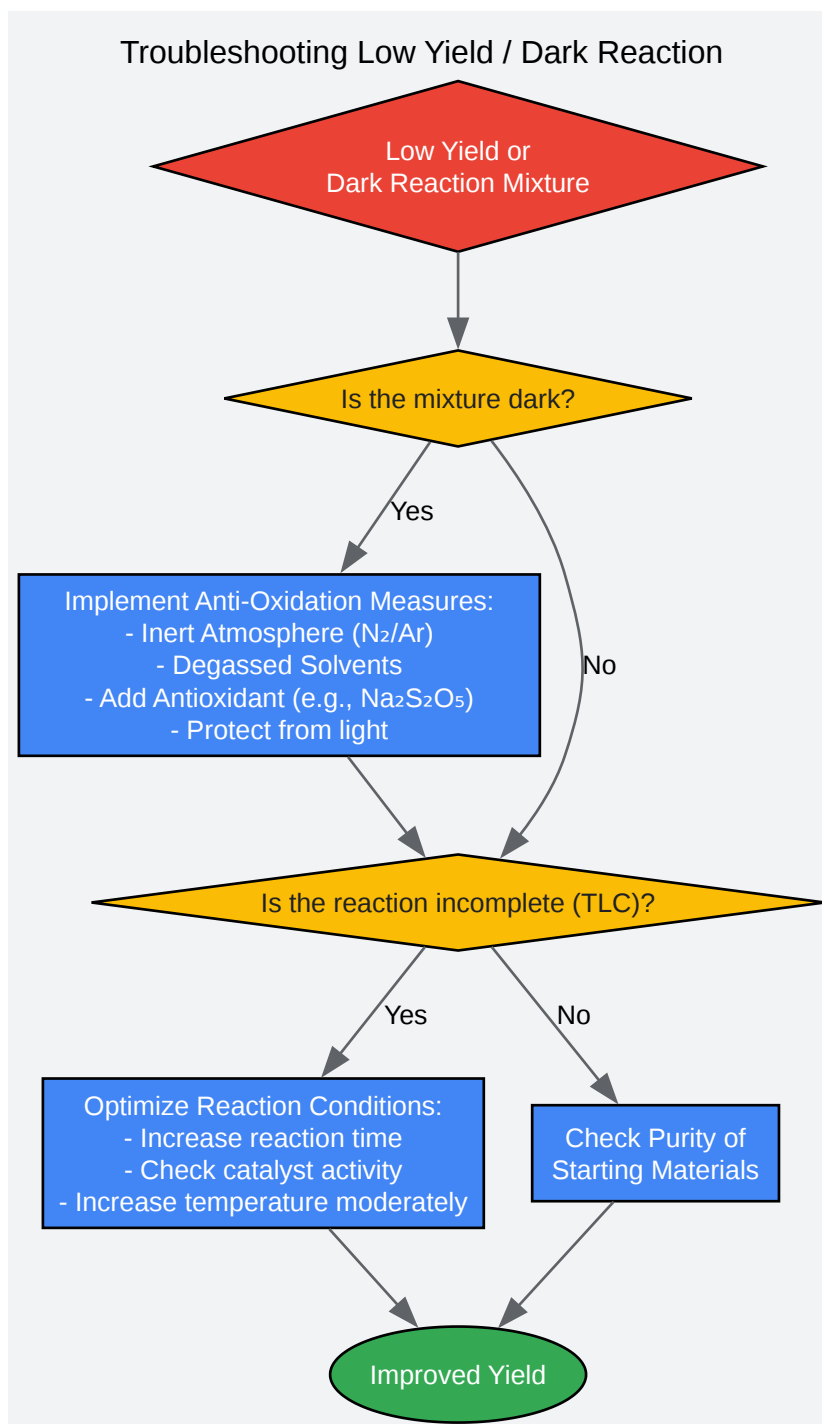 Troubleshooting Low Yield / Dark Reaction
Low Yield or
Dark Reaction Mixture
Is the mixture dark?
Yes
Implement Anti-Oxidation Measures:
- Inert Atmosphere (N₂/Ar)
- Degassed Solvents
- Add Antioxidant (e.g., Na₂S₂O₅)
- Protect from light
No
Is the reaction incomplete (TLC)?
Yes
No
Optimize Reaction Conditions:
- Increase reaction time
- Check catalyst activity
- Increase temperature moderately
Check Purity of
Starting Materials
Improved Yield